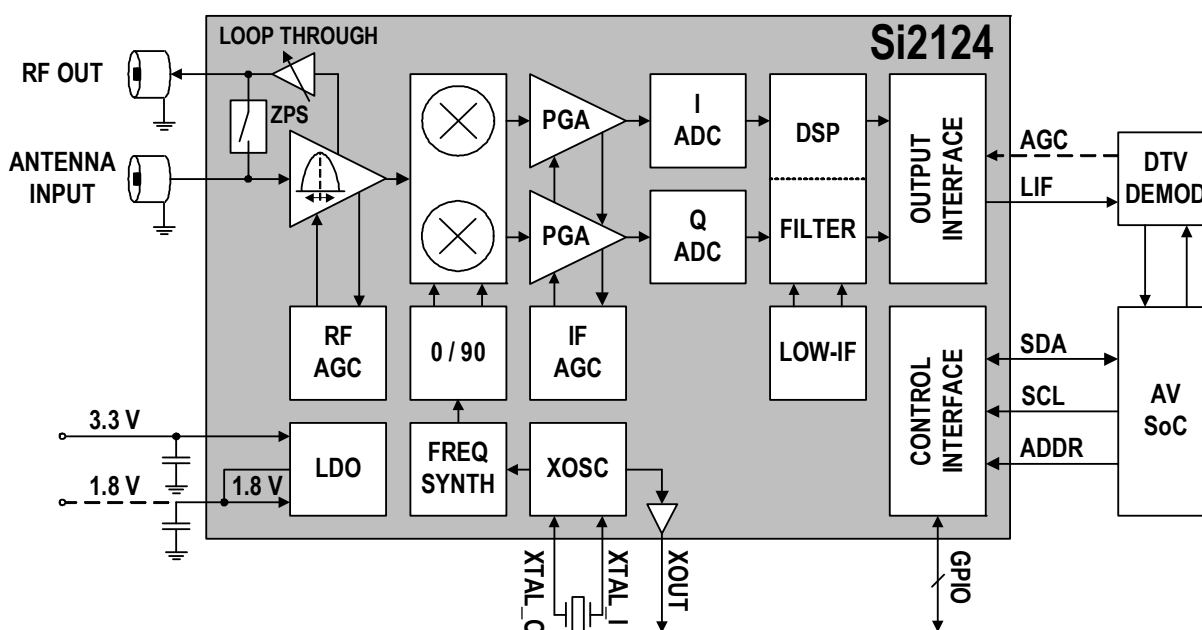 Si2124
LOOP THROUGH
RF OUT
ZPS
ANTENNA
INPUT
PGA
PGA
I
ADC
Q
ADC
DSP
FILTER
OUTPUT
INTERFACE
AGC
LIF
DTV
DEMOD
RF
AGC
0 / 90
IF
AGC
LOW-IF
CONTROL
INTERFACE
SDA
SCL
ADDR
AV
SoC
3.3 V
1.8 V
1.8 V
LDO
FREQ
SYNTH
XOSC
XTAL_O
XTAL_I
XOUT
GPIO